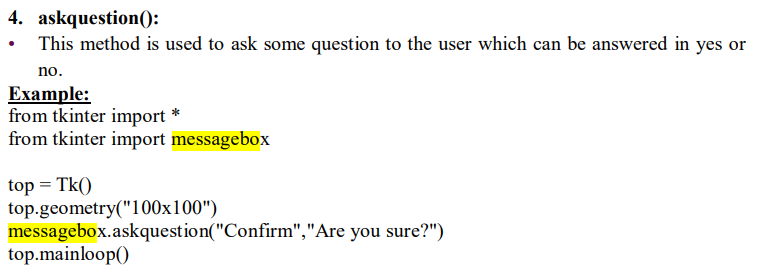 4. askquestion():
• This method is used to ask some question to the user which can be answered in yes or
no.
Example:
from tkinter import *
from tkinter import messagebox
top = Tk()
top.geometry("100x100")
messagebox.askquestion("Confirm","Are you sure?")
top.mainloop()